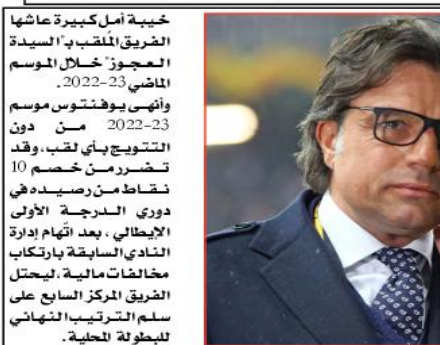 خيبة أمل كبيرة عاشها
الفريق المُلقب بـ"السيدة
العجوز" خلال الموسم
الماضي 23-2022.
وأنهى يوفنتوس موسم
23-2022 من دون
التتويج بأي لقب، وقد
تضرر من خصم 10
نقاط من رصيده في
دوري الدرجة الأولى
الإيطالي، بعد اتهام إدارة
النادي السابقة بارتكاب
مخالفات مالية، ليحتل
الفريق المركز السابع على
سلم الترتيب النهائي
للبطولة المحلية.